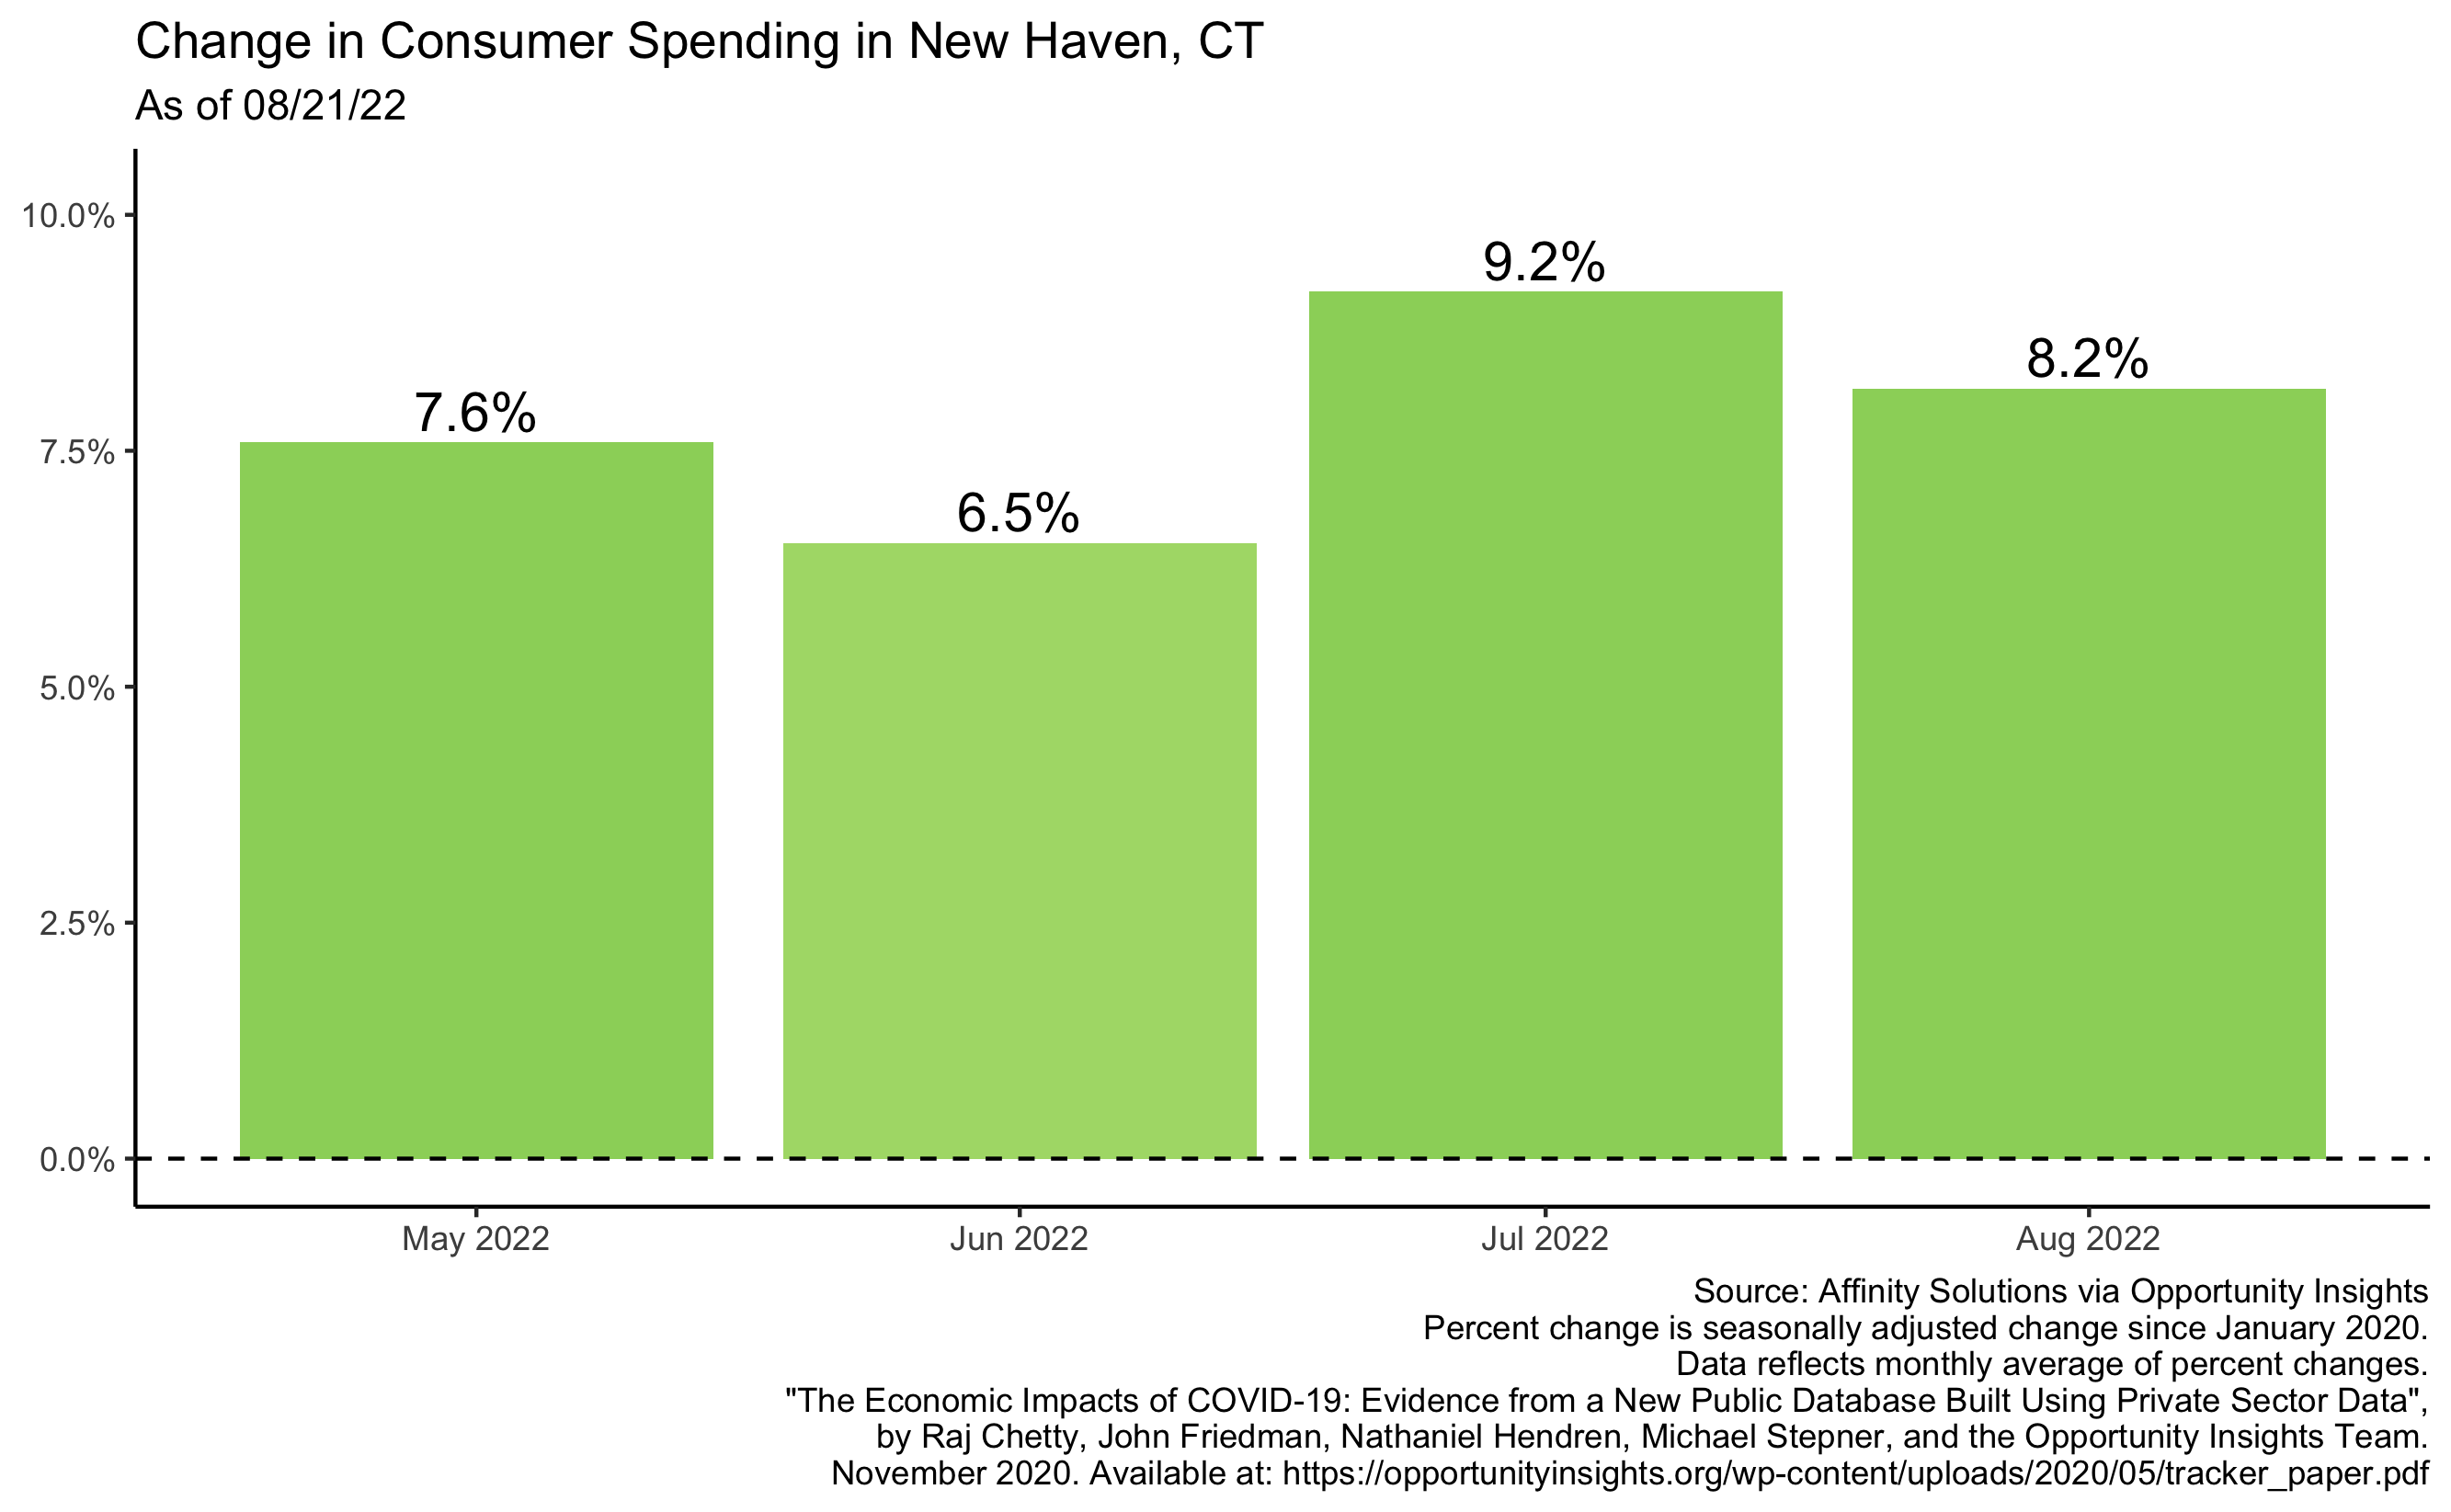 Change in Consumer Spending in New Haven, CT
As of 08/21/22
10.0%
7.5%
5.0%
2.5%
0.0%
7.6%
6.5%
9.2%
8.2%
May 2022
Jun 2022
Jul 2022
Aug 2022
Source: Affinity Solutions via Opportunity Insights
Percent change is seasonally adjusted change since January 2020.
Data reflects monthly average of percent changes.
"The Economic Impacts of COVID-19: Evidence from a New Public Database Built Using Private Sector Data",
by Raj Chetty, John Friedman, Nathaniel Hendren, Michael Stepner, and the Opportunity Insights Team.
November 2020. Available at: https://opportunityinsights.org/wp-content/uploads/2020/05/tracker_paper.pdf